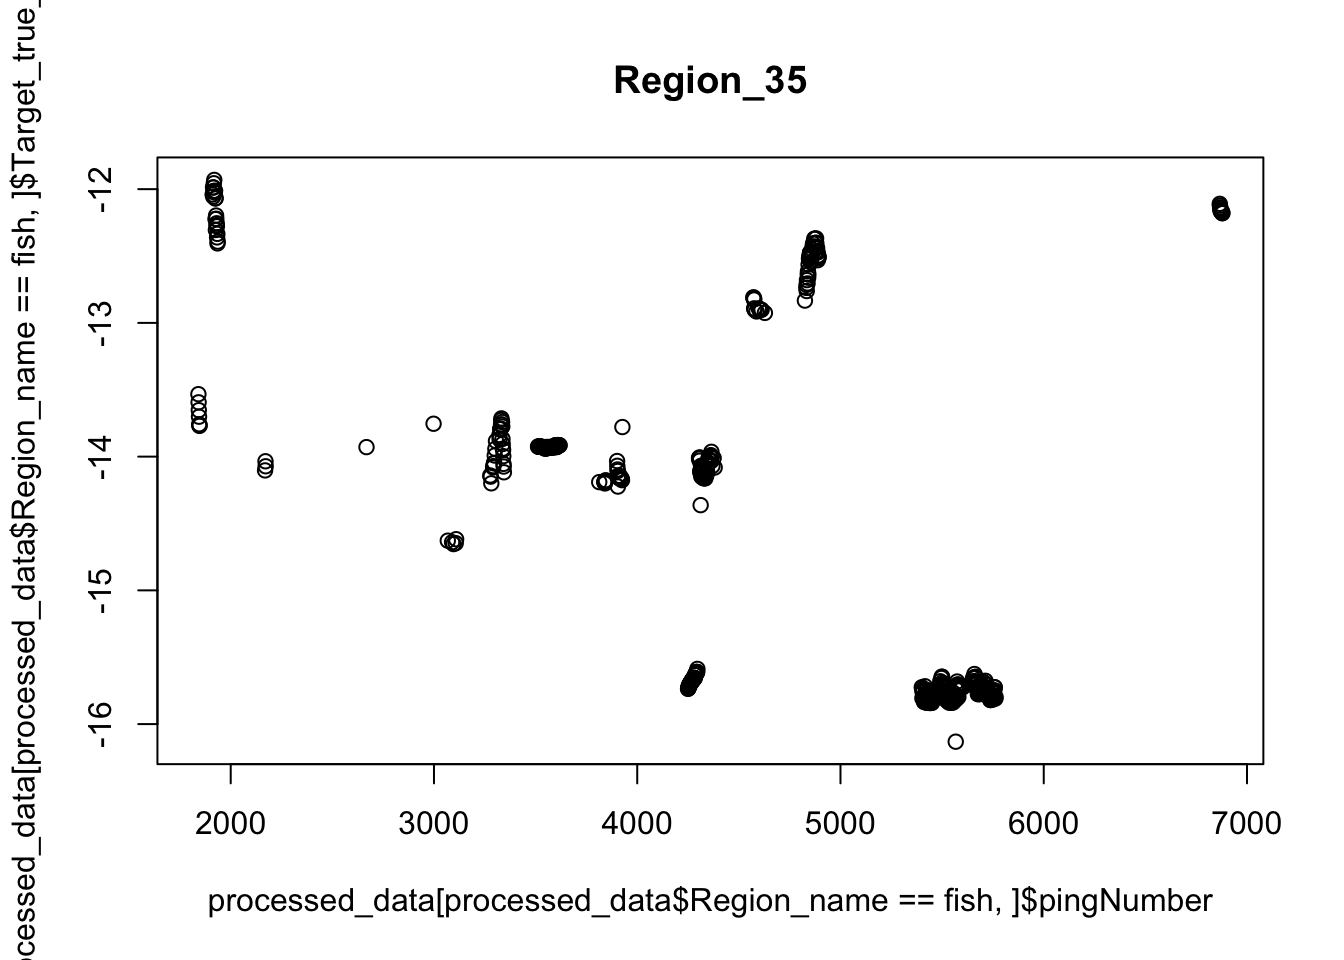 Region_35
ocessed_data[processed_data$Region_name == fish, ]$Target_true_
-12
-13
-14
-15
-16
2000 3000 4000 5000 6000 7000
processed_data[processed_data$Region_name == fish, ]$pingNumber